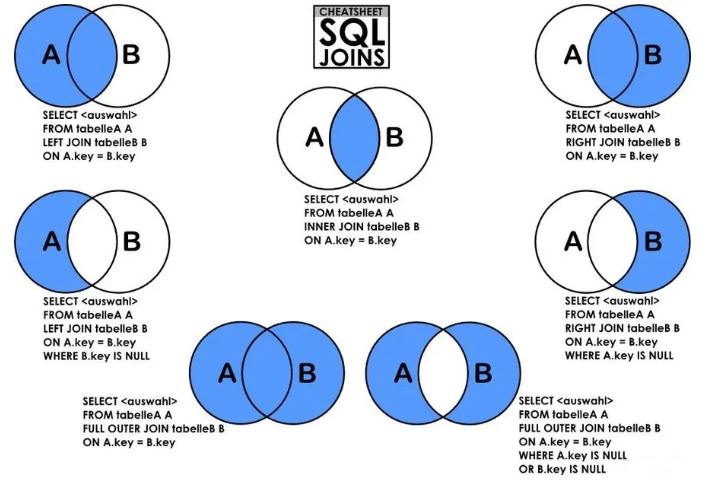 CHEATSHEET
SQL
JOINS
A
B
SELECT <auswahl>
FROM tabelleA A
LEFT JOIN tabelleB B
ON A.key = B.key
A
B
SELECT <auswahl>
FROM tabelleA A
RIGHT JOIN tabelleB B
ON A.key = B.key
A
B
SELECT <auswahl>
FROM tabelleA A
INNER JOIN tabelleB B
ON A.key = B.key
A
B
SELECT <auswahl>
FROM tabelleA A
LEFT JOIN tabelleB B
ON A.key = B.key
WHERE B.key IS NULL
A
B
SELECT <auswahl>
FROM tabelleA A
RIGHT JOIN tabelleB B
ON A.key = B.key
WHERE A.key IS NULL
A
B
SELECT <auswahl>
FROM tabelleA A
FULL OUTER JOIN tabelleB B
ON A.key = B.key
A
B
SELECT <auswahl>
FROM tabelleA A
FULL OUTER JOIN tabelleB B
ON A.key = B.key
WHERE A.key IS NULL
OR B.key IS NULL